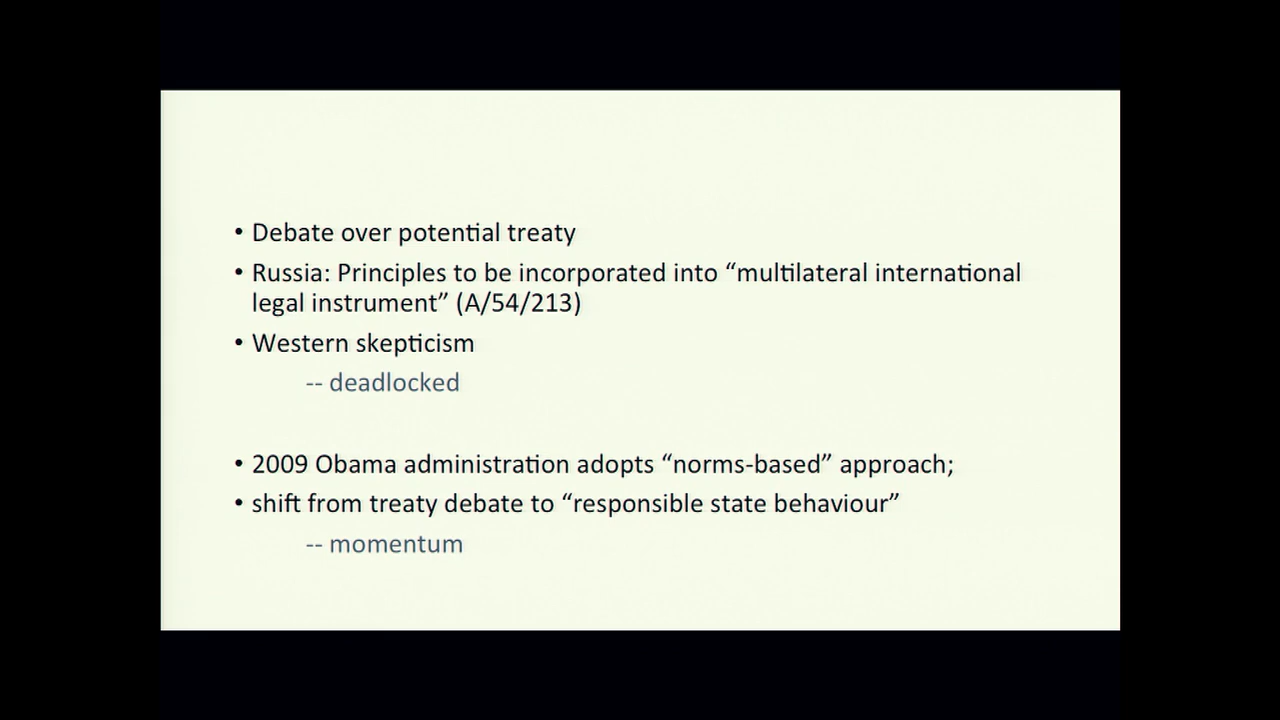 • Debate over potential treaty
• Russia: Principles to be incorporated into “multilateral international
legal instrument” (A/54/213)
• Western skepticism
-- deadlocked
• 2009 Obama administration adopts “norms-based” approach;
• shift from treaty debate to “responsible state behaviour”
-- momentum